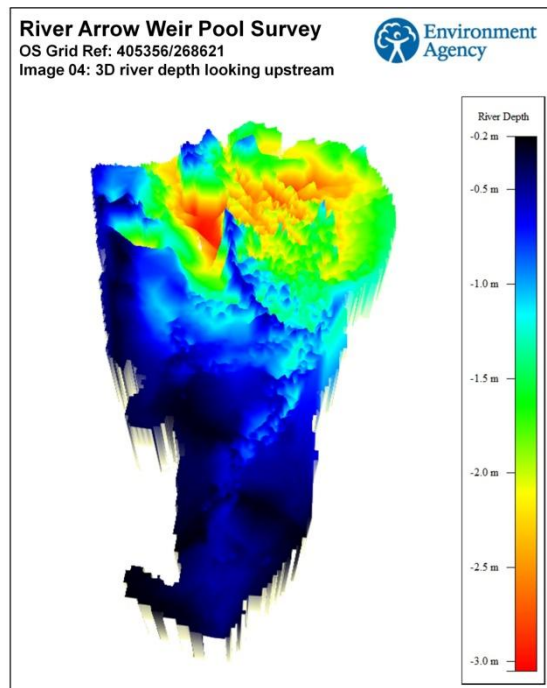 River Arrow Weir Pool Survey
OS Grid Ref: 405356/268621
Image 04: 3D river depth looking upstream
Environment
Agency
River Depth
-0.2 m
-0.5 m
-1.0 m
-1.5 m
-2.0 m
-2.5 m
-3.0 m